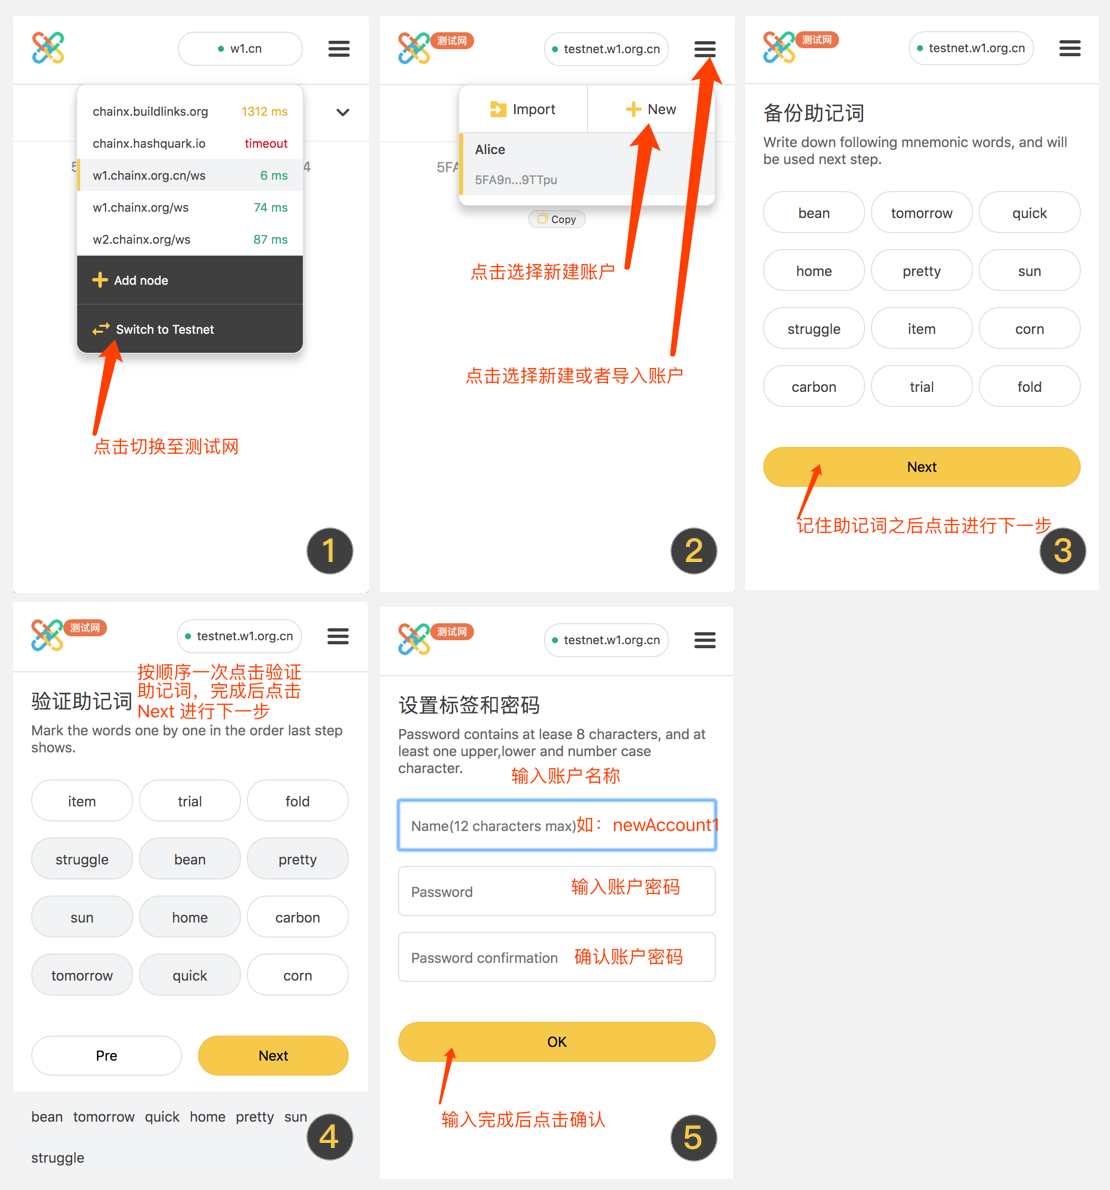 w1.cn
chainx.buildlinks.org 1312 ms
chainx.hashquark.io timeout
w1.chainx.org.cn/ws 6 ms
w1.chainx.org/ws 74 ms
w2.chainx.org/ws 87 ms
Add node
Switch to Testnet
点击切换至测试网
1
测试网
testnet.w1.org.cn
Import
New
Alice
5FA
5FA9n...9TTpu
Copy
点击选择新建账户
点击选择新建或者导入账户
2
测试网
testnet.w1.org.cn
备份助记词
Write down following mnemonic words, and will
be used next step.
bean tomorrow quick
home pretty sun
struggle item corn
carbon trial fold
Next
记住助记词之后点击进行下一步
3
测试网
testnet.w1.org.cn
按顺序一次点击验证
助记词，完成后点击
Next 进行下一步
验证助记词
Mark the words one by one in the order last step
shows.
item trial fold
struggle bean pretty
sun home carbon
tomorrow quick corn
Pre Next
bean tomorrow quick home pretty sun
struggle
4
测试网
testnet.w1.org.cn
设置标签和密码
Password contains at lease 8 characters, and at
least one upper,lower and number case
character.
输入账户名称
Name(12 characters max)如：newAccount1
Password 输入账户密码
Password confirmation 确认账户密码
OK
输入完成后点击确认
5